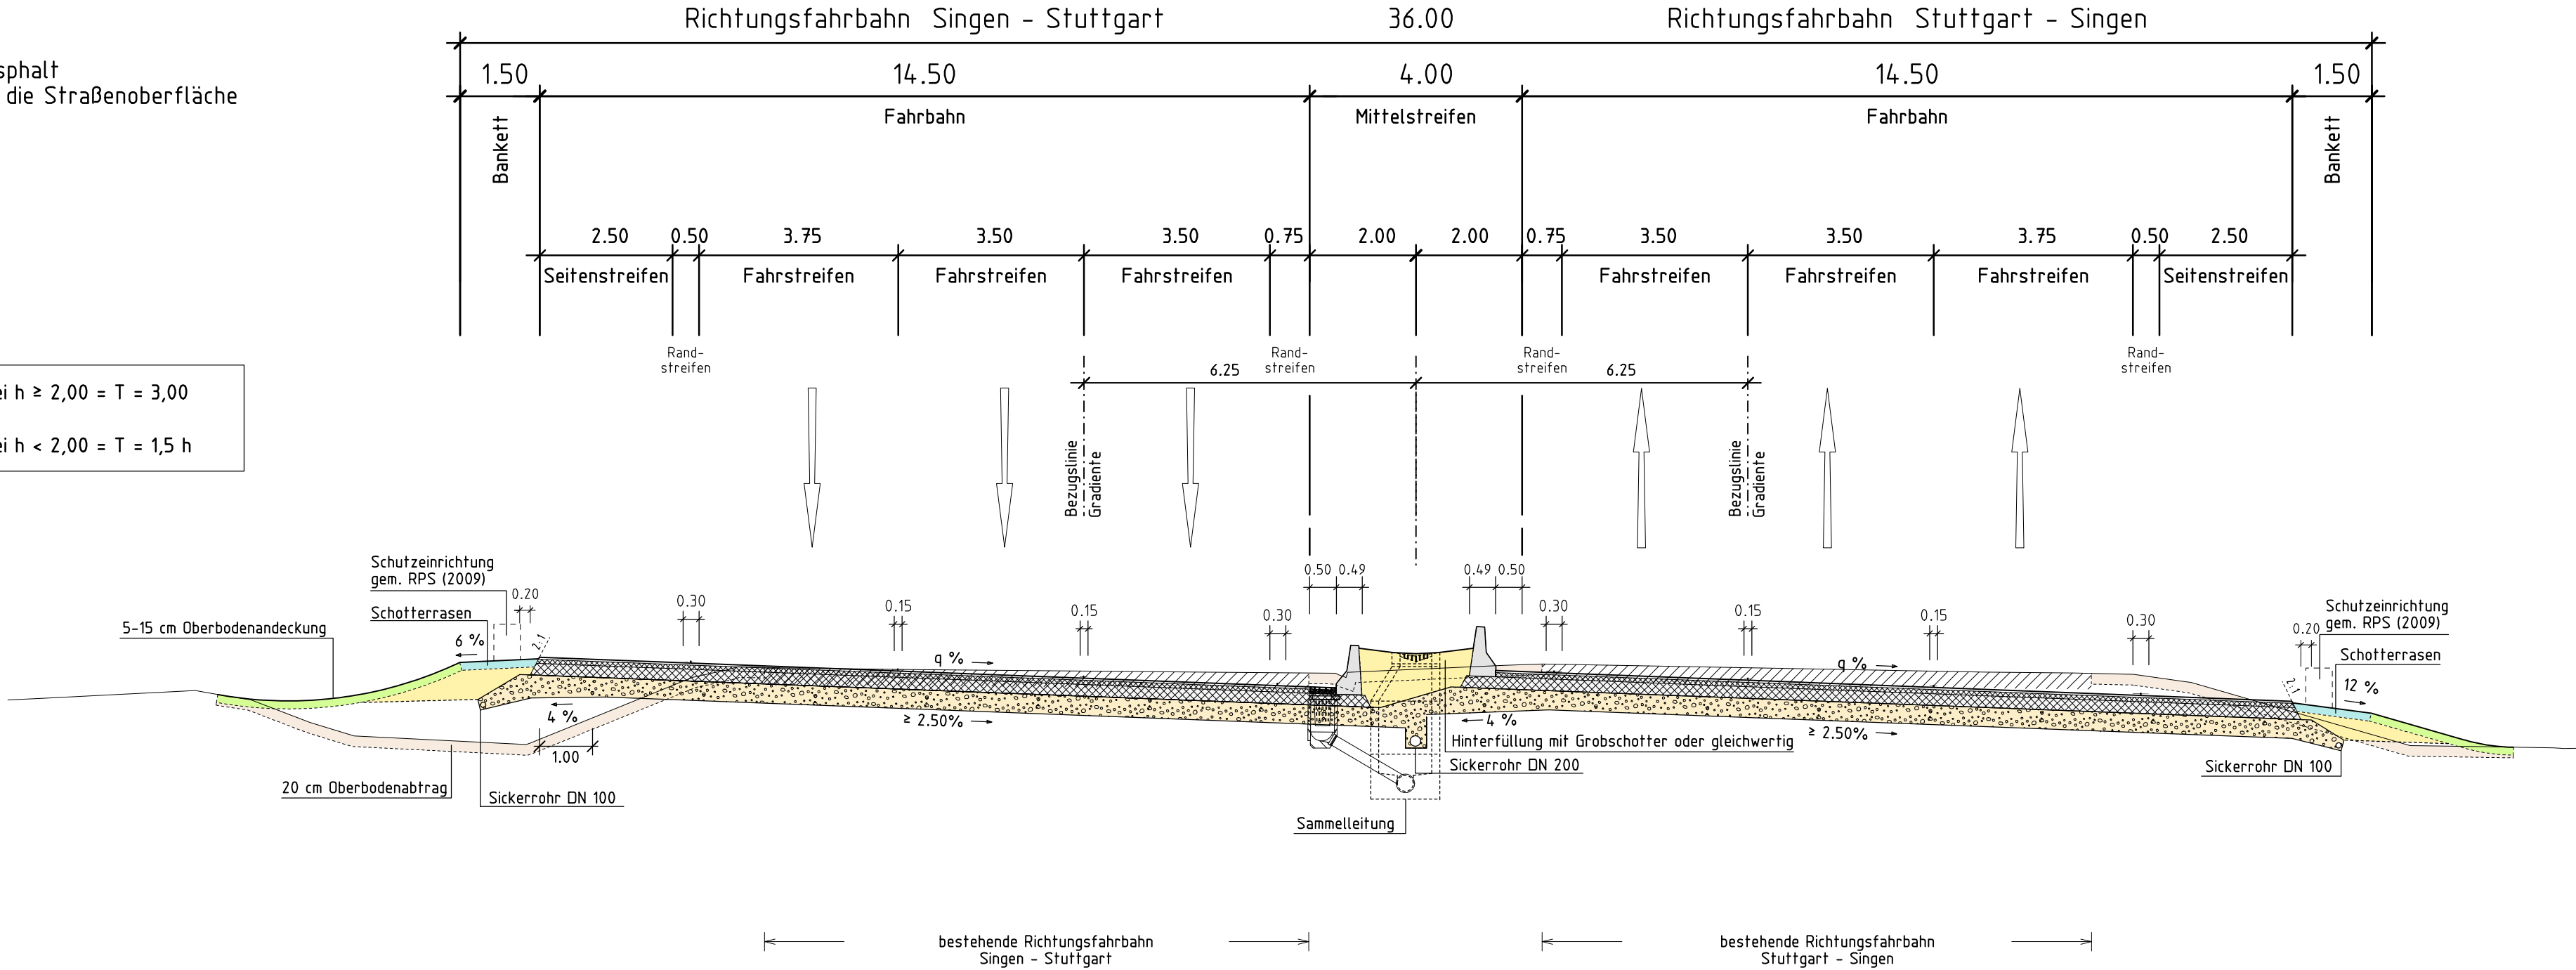 Richtungsfahrbahn Singen - Stuttgart 36.00 Richtungsfahrbahn Stuttgart - Singen
die Straßenoberfläche
1.50 14.50 4.00 14.50 1.50
Bankett Fahrbahn Mittelstreifen Fahrbahn Bankett
2.50 0.50 3.75 3.50 3.50 0.75 2.00 2.00 0.75 3.50 3.50 3.75 0.50 2.50
Seitenstreifen Fahrstreifen Fahrstreifen Fahrstreifen Fahrstreifen Fahrstreifen Fahrstreifen Seitenstreifen
Rand- Rand- Rand- Rand-
streifen streifen streifen streifen
6.25 6.25
h ≥ 2,00 = T = 3,00
h < 2,00 = T = 1,5 h
Bezugslinie Bezugslinie
Gradiente Gradiente
Schutzeinrichtung
gem. RPS (2009)
0.20 0.30 0.15 0.15 0.30 0.50 0.49 0.49 0.50 0.30 0.15 0.15 0.30 0.20
Schutzeinrichtung
gem. RPS (2009)
Schotterrasen
5-15 cm Oberbodenandeckung
6 % 2:1 q % q % 2:1 12 %
Schotterrasen
4 % ≥ 2.50% 4 % ≥ 2.50%
1.00
Hinterfüllung mit Grobschotter oder gleichwertig
Sickerrohr DN 200
Sickerrohr DN 100
20 cm Oberbodenabtrag
Sickerrohr DN 100
Sammelleitung
bestehende Richtungsfahrbahn bestehende Richtungsfahrbahn
Singen - Stuttgart Stuttgart - Singen